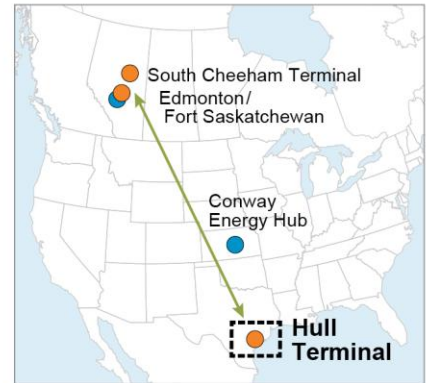 South Cheeham Terminal
Edmonton/
Fort Saskatchewan
Conway
Energy Hub
Hull
Terminal